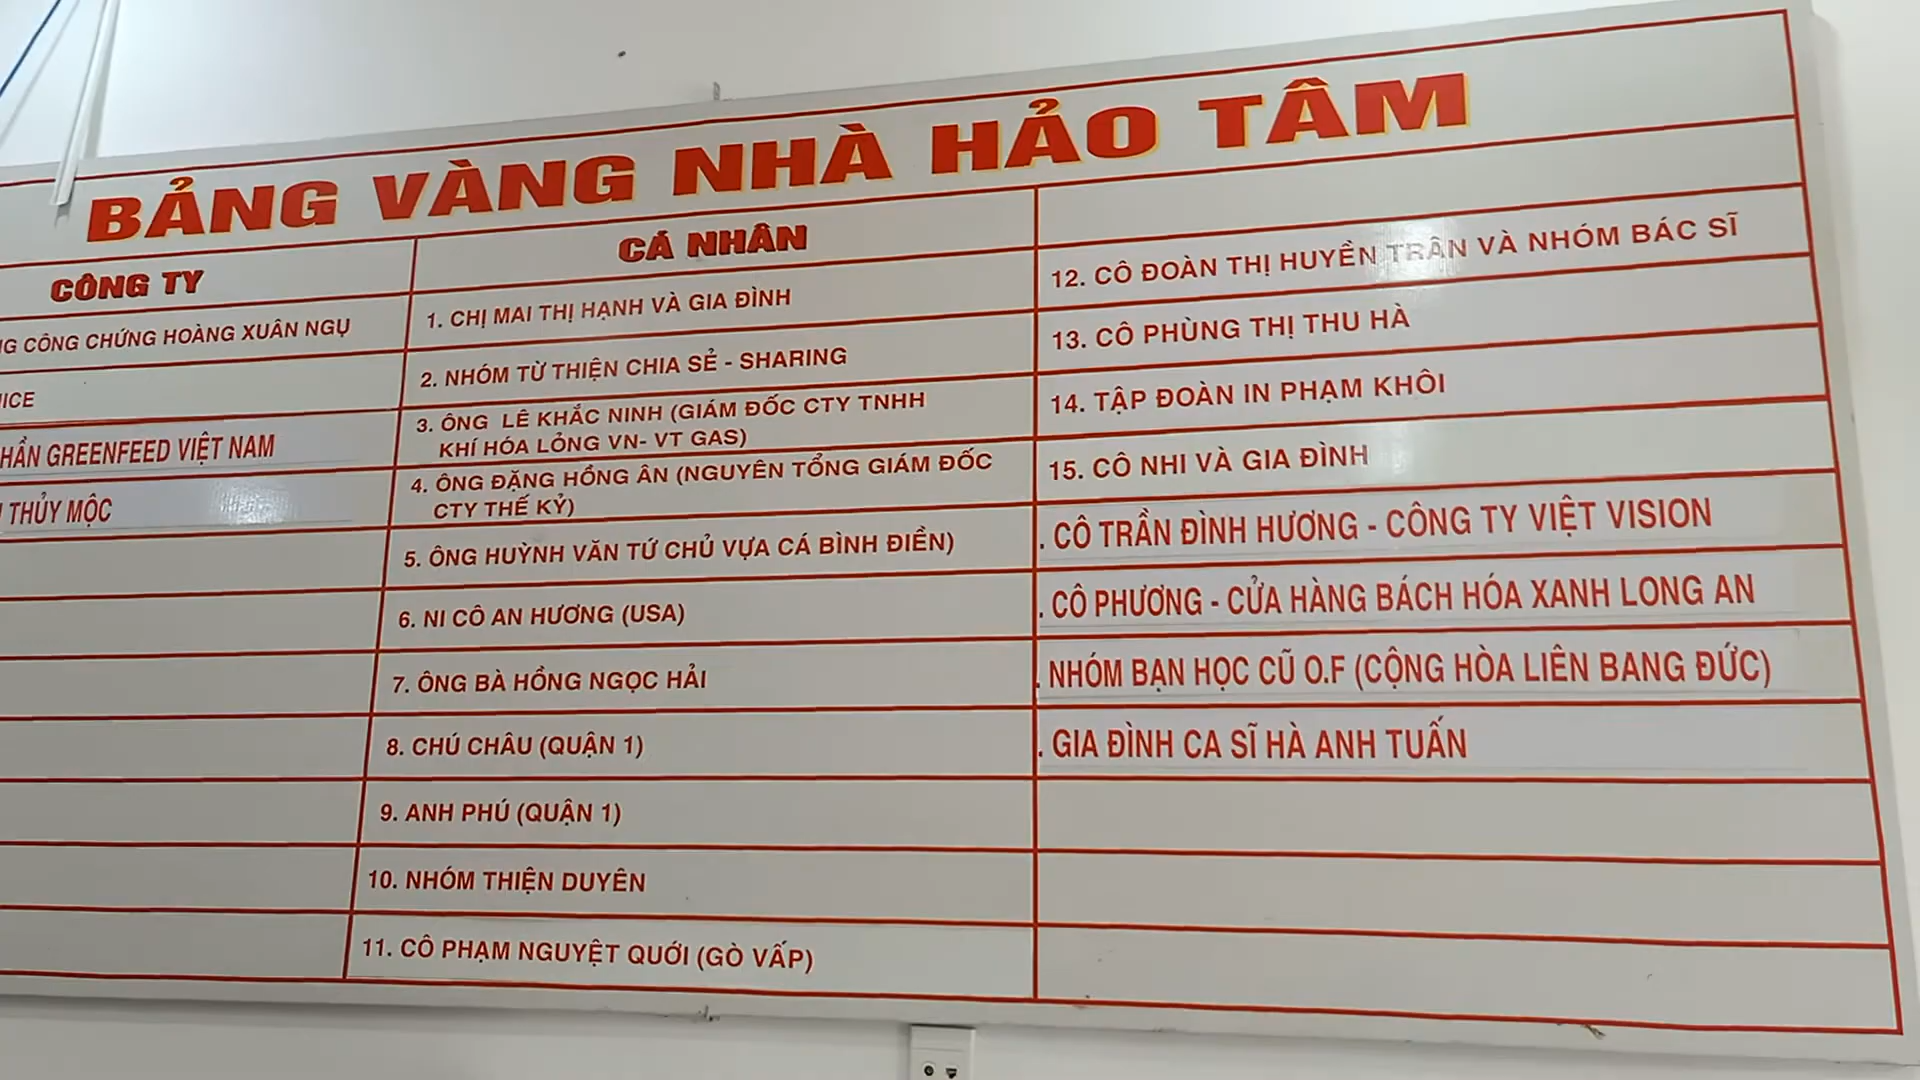 BẢNG VÀNG NHÀ HẢO TÂM
CÔNG TY
CÔNG CHỨNG HOÀNG XUÂN NGỤ
GREENFEED VIỆT NAM
THỦY MỘC
CÁ NHÂN
1. CHỊ MAI THỊ HẠNH VÀ GIA ĐÌNH
2. NHÓM TỪ THIỆN CHIA SẺ - SHARING
3. ÔNG LÊ KHẮC NINH (GIÁM ĐỐC CTY TNHH
KHÍ HÓA LỎNG VN- VT GAS)
4. ÔNG ĐẶNG HỒNG ÂN (NGUYÊN TỔNG GIÁM ĐỐC
CTY THẾ KỶ)
5. ÔNG HUỲNH VĂN TỨ CHỦ VỰA CÁ BÌNH ĐIỀN)
6. NI CÔ AN HƯƠNG (USA)
7. ÔNG BÀ HỒNG NGỌC HẢI
8. CHÚ CHÂU (QUẬN 1)
9. ANH PHÚ (QUẬN 1)
10. NHÓM THIỆN DUYÊN
11. CÔ PHẠM NGUYỆT QUỚI (GÒ VẤP)
12. CÔ ĐOÀN THỊ HUYỀN TRÂN VÀ NHÓM BÁC SĨ
13. CÔ PHÙNG THỊ THU HÀ
14. TẬP ĐOÀN IN PHẠM KHÔI
15. CÔ NHI VÀ GIA ĐÌNH
. CÔ TRẦN ĐÌNH HƯƠNG - CÔNG TY VIỆT VISION
. CÔ PHƯƠNG - CỬA HÀNG BÁCH HÓA XANH LONG AN
. NHÓM BẠN HỌC CŨ O.F (CỘNG HÒA LIÊN BANG ĐỨC)
. GIA ĐÌNH CA SĨ HÀ ANH TUẤN